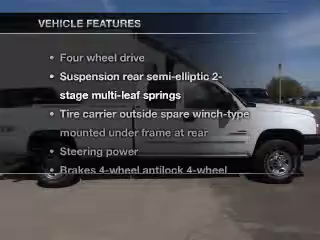 VEHICLE FEATURES
• Four wheel drive
• Suspension rear semi-elliptic 2-
stage multi-leaf springs
• Tire carrier outside spare winch-type
mounted under frame at rear
• Steering power
• Brakes 4-wheel antilock 4-wheel